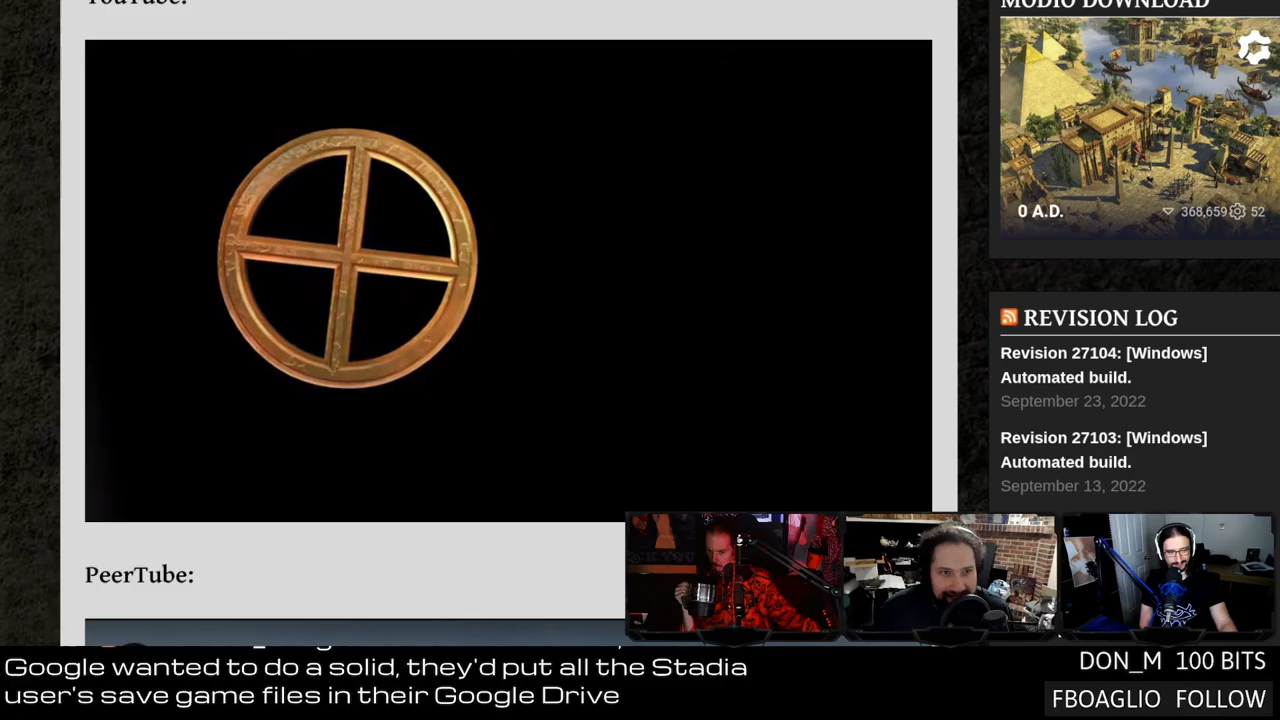 YouTube:
MODIO DOWNLOAD
0 A.D.
368,659
52
REVISION LOG
Revision 27104: [Windows]
Automated build.
September 23, 2022
Revision 27103: [Windows]
Automated build.
September 13, 2022
PeerTube:
Google wanted to do a solid, they'd put all the Stadia
user's save game files in their Google Drive
DON_M 100 BITS
FBOAGLIO FOLLOW